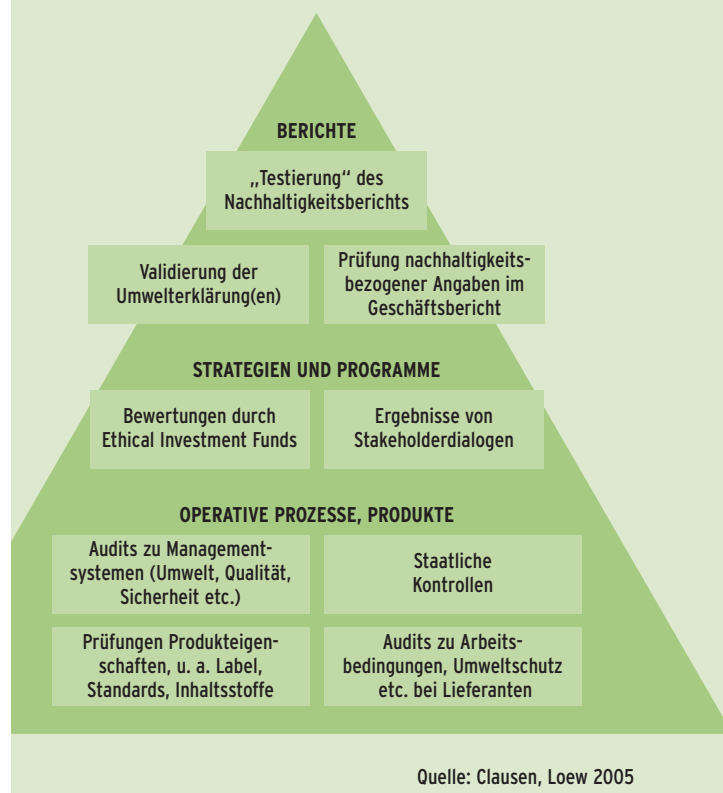 BERICHTE
„Testierung“ des
Nachhaltigkeitsberichts
Validierung der
Umwelterklärung(en)
Prüfung nachhaltigkeits-
bezogener Angaben im
Geschäftsbericht
STRATEGIEN UND PROGRAMME
Bewertungen durch
Ethical Investment Funds
Ergebnisse von
Stakeholderdialogen
OPERATIVE PROZESSE, PRODUKTE
Audits zu Management-
systemen (Umwelt, Qualität,
Sicherheit etc.)
Staatliche
Kontrollen
Prüfungen Produkteigen-
schaften, u. a. Label,
Standards, Inhaltsstoffe
Audits zu Arbeits-
bedingungen, Umweltschutz
etc. bei Lieferanten
Quelle: Clausen, Loew 2005